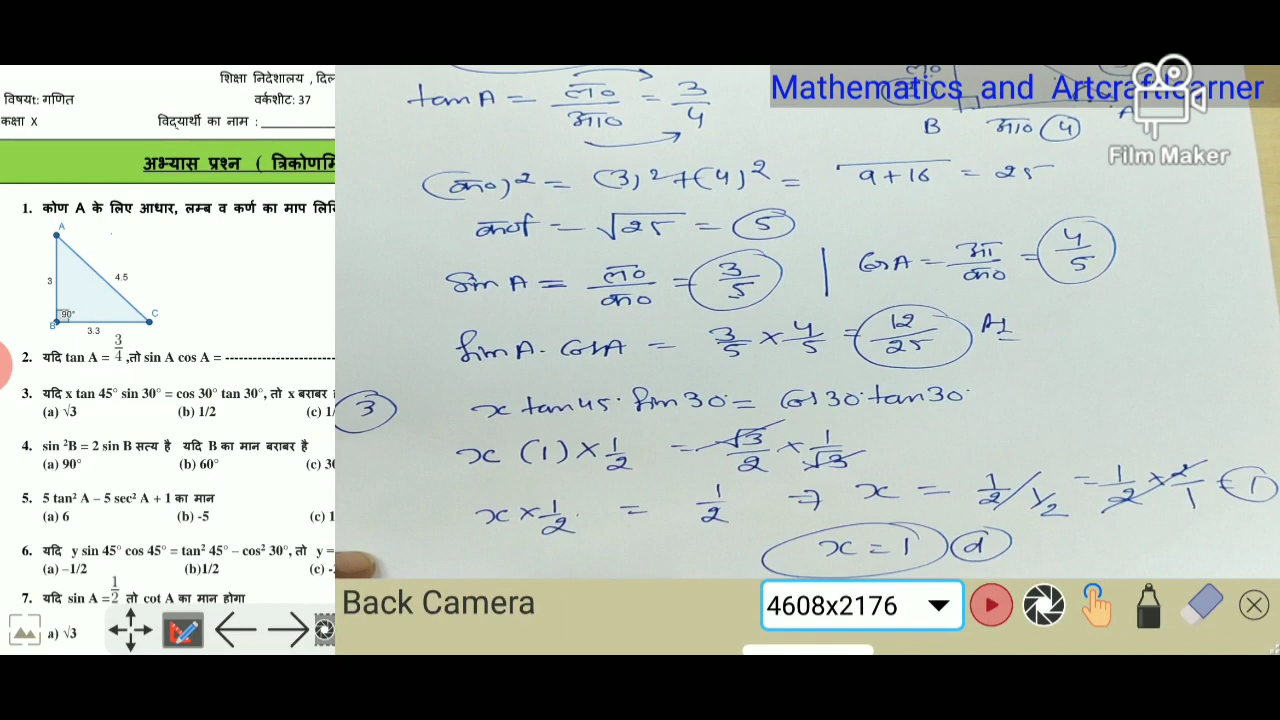 शिक्षा निदेशालय , दिल
विषयः गणित
वर्कशीट: 37
कक्षा X
विद्यार्थी का नाम : ____________
अभ्यास प्रश्न ( त्रिकोणमि
1. कोण A के लिए आधार, लम्ब व कर्ण का माप लिि
A
3
4.5
90°
B
C
3.3
2. यदि tan A = 3/4 ,तो sin A cos A = --------------------------
3. यदि x tan 45° sin 30° = cos 30° tan 30°, तो x बराबर ह
(a) √3 (b) 1/2 (c) 1/
4. sin ²B = 2 sin B सत्य है यदि B का मान बराबर है
(a) 90° (b) 60° (c) 30
5. 5 tan² A – 5 sec² A + 1 का मान
(a) 6 (b) -5 (c) 1
6. यदि y sin 45° cos 45° = tan² 45° – cos² 30°, तो y =
(a) –1/2 (b)1/2 (c) -
7. यदि sin A = 1/2 तो cot A का मान होगा
a) √3
Mathematics and Artcraftlearner
Film Maker
tan A = ल०/आ० = 3/4
B आ० 4 A
(क०)² = (3)² + (4)² = 9 + 16 = 25
कर्ण = √25 = 5
sin A = ल०/क० = 3/5 | cos A = आ/क० = 4/5
sin A . cos A = 3/5 × 4/5 = 12/25
3 x tan 45° sin 30° = cos 30° tan 30°
x (1) × 1/2 = √3/2 × 1/√3
x × 1/2 = 1/2 ⇒ x = 1/2 / 1/2 = 1/2 × 2/1 = 1
x = 1 d
Back Camera
4608x2176